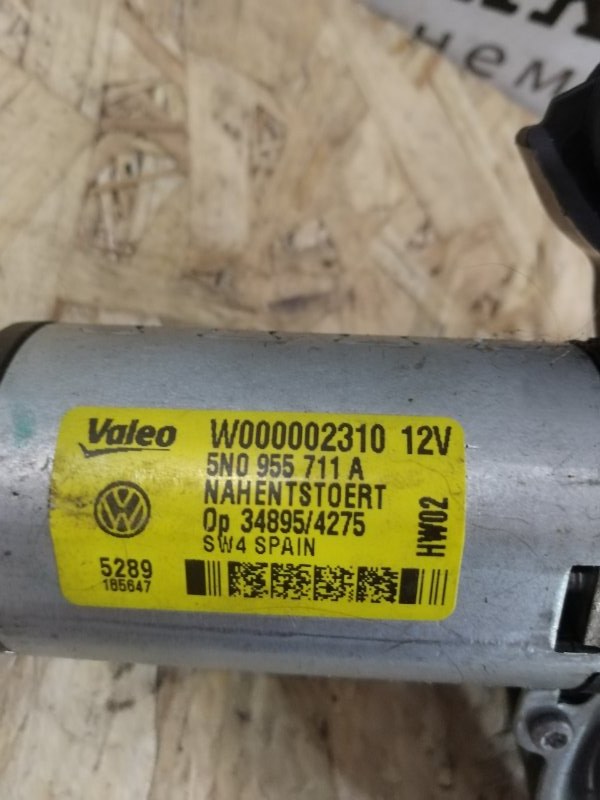 нем
Valeo W000002310 12V
5N0 955 711 A
NAHENTSTOERT
Op 34895/4275
SW4 SPAIN
HW02
5289
185647